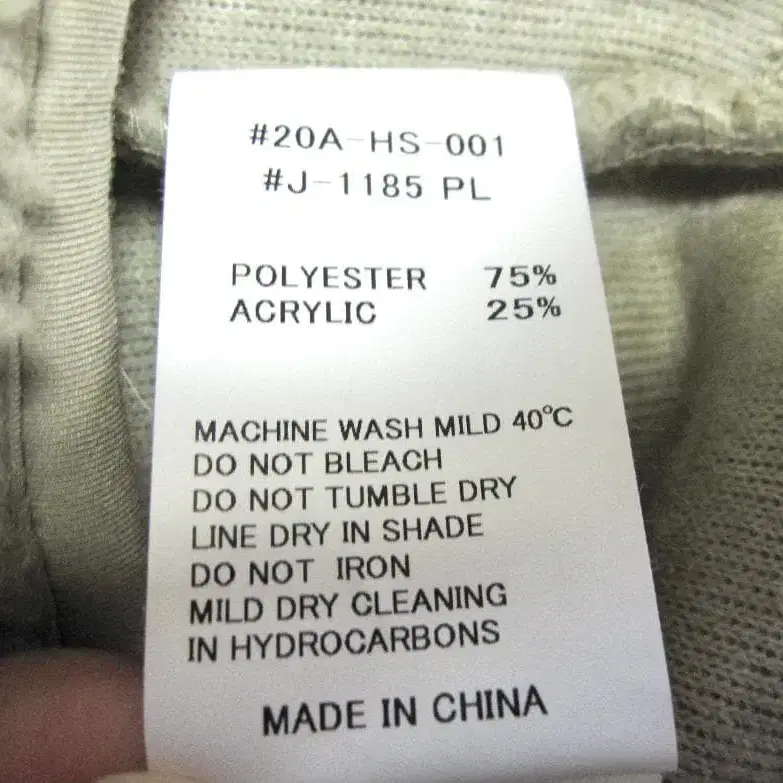 #20A-HS-001
#J-1185 PL
POLYESTER 75%
ACRYLIC 25%
MACHINE WASH MILD 40℃
DO NOT BLEACH
DO NOT TUMBLE DRY
LINE DRY IN SHADE
DO NOT IRON
MILD DRY CLEANING
IN HYDROCARBONS
MADE IN CHINA